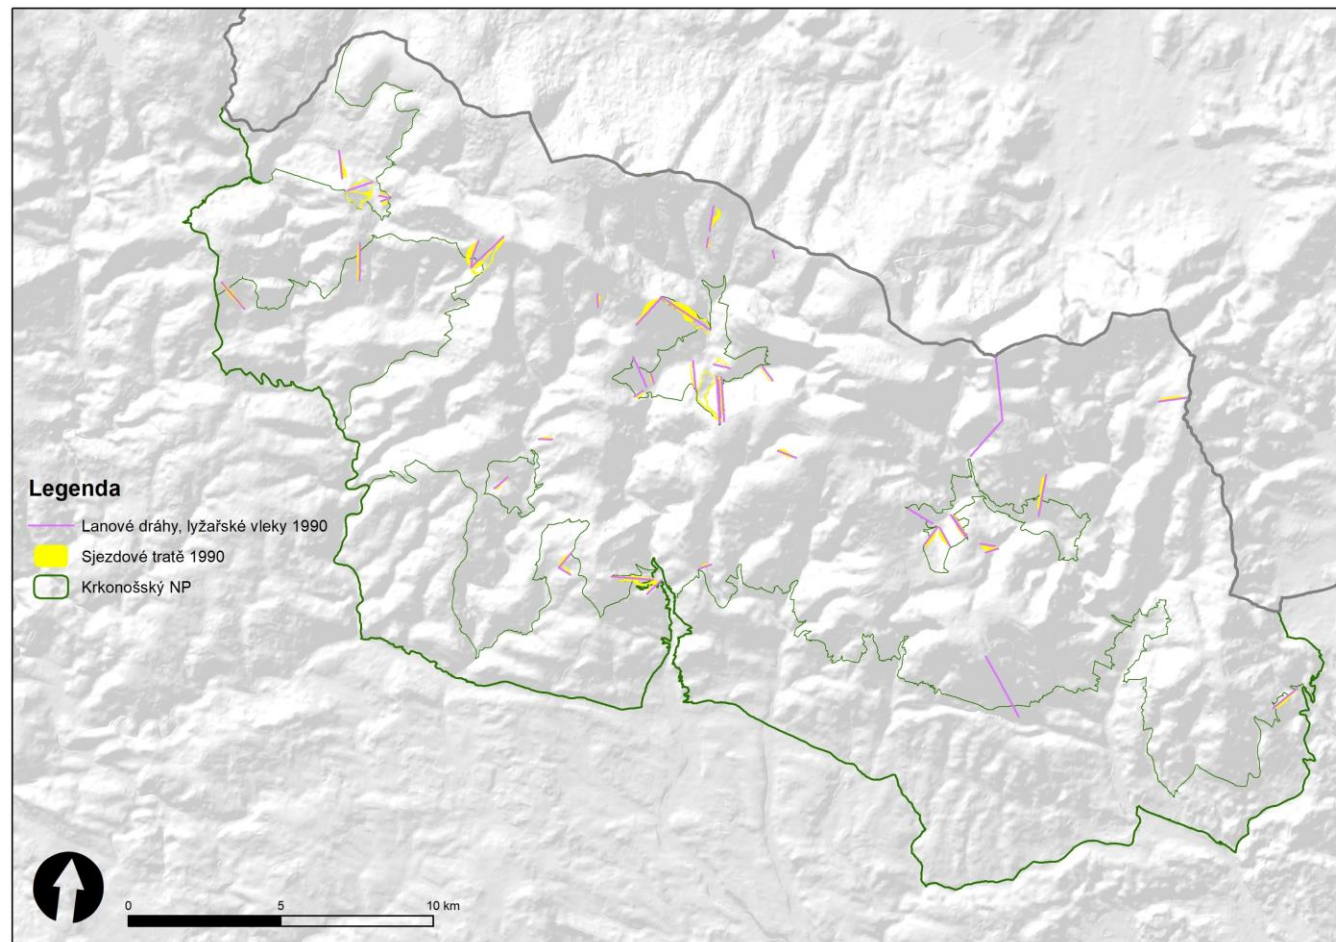 Legenda
Lanové dráhy, lyžařské vleky 1990
Sjezdové tratě 1990
Krkonošský NP
0 5 10 km